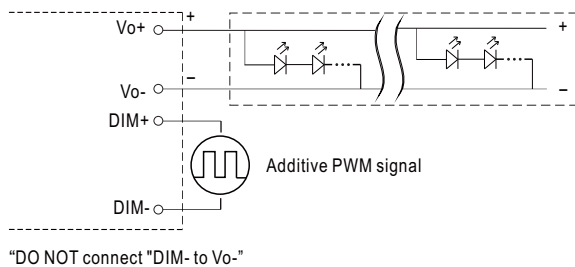 Vo+
+
+
Vo-
−
−
DIM+
Additive PWM signal
DIM-
“DO NOT connect "DIM- to Vo-”